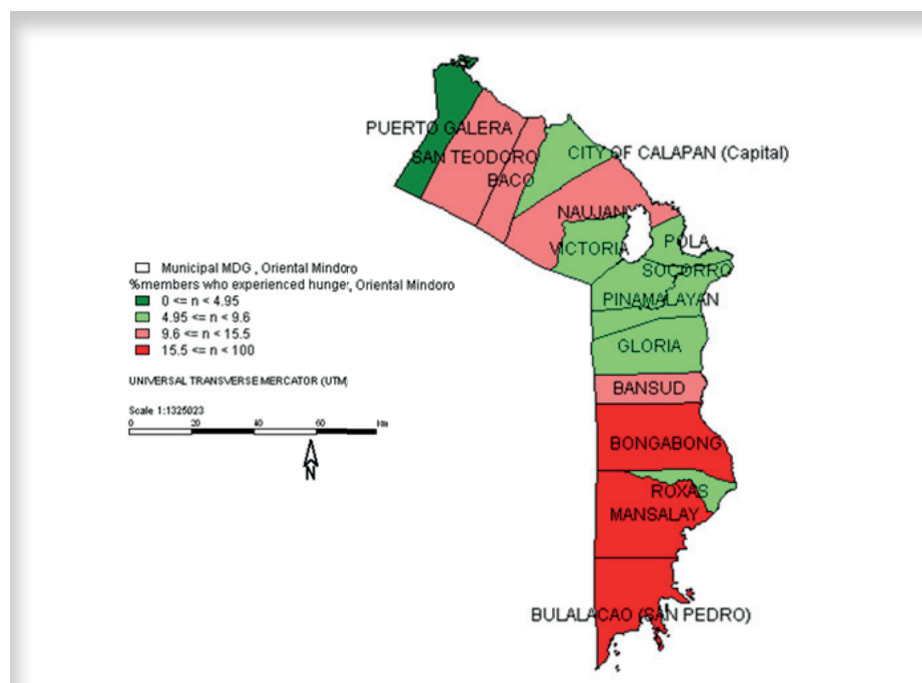 PUERTO GALERA
SAN TEODORO
BACO
CITY OF CALAPAN (Capital)
NAUJAN
VICTORIA
POLA
SOCORRO
PINAMALAYAN
GLORIA
BANSUD
BONGABONG
ROXAS
MANSALAY
BULALACAO (SAN PEDRO)
Municipal MDG , Oriental Mindoro
%members who experienced hunger, Oriental Mindoro
0 <= n < 4.95
4.95 <= n < 9.6
9.6 <= n < 15.5
15.5 <= n < 100
UNIVERSAL TRANSVERSE MERCATOR (UTM)
Scale 1:1325023
0 20 40 60 km
N